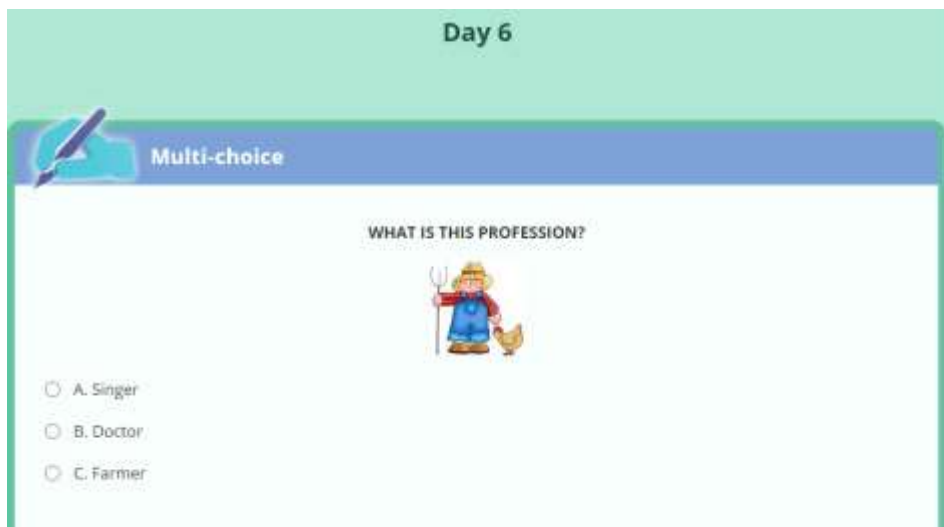 Day 6
Multi-choice
WHAT IS THIS PROFESSION?
A. Singer
B. Doctor
C. Farmer